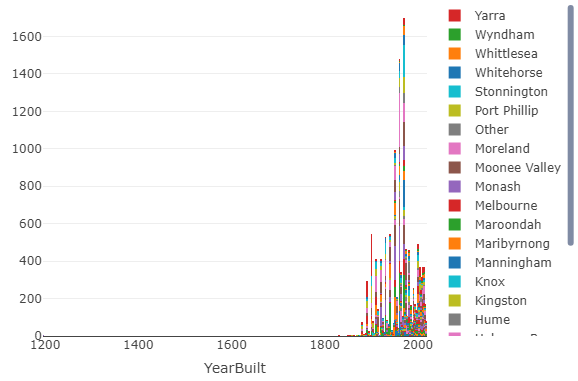 1600
1400
1200
1000
800
600
400
200
0
1200
1400
1600
1800
2000
YearBuilt
Yarra
Wyndham
Whittlesea
Whitehorse
Stonnington
Port Phillip
Other
Moreland
Moonee Valley
Monash
Melbourne
Maroondah
Maribyrnong
Manningham
Knox
Kingston
Hume